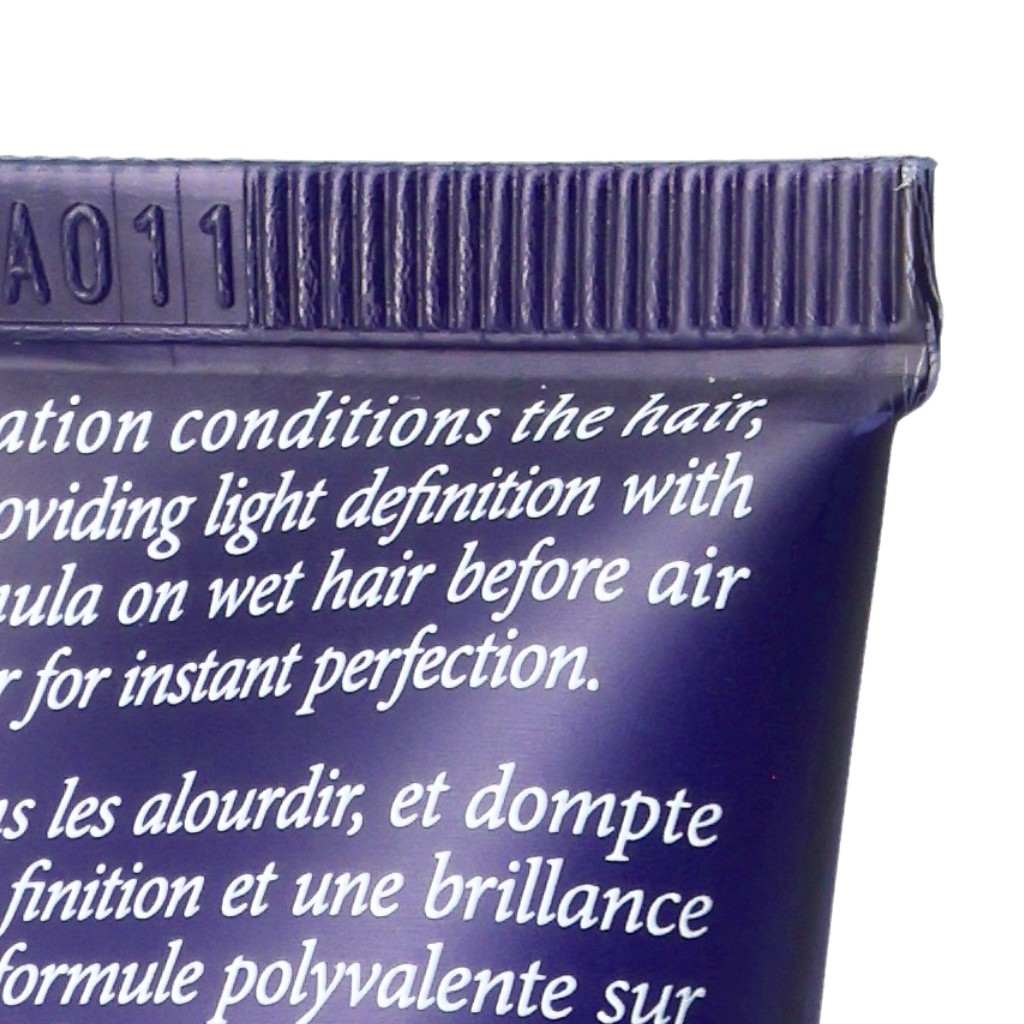 A011
ation conditions the hair,
oviding light definition with
ula on wet hair before air
r for instant perfection.
s les alourdir, et dompte
finition et une brillance
formule polyvalente sur